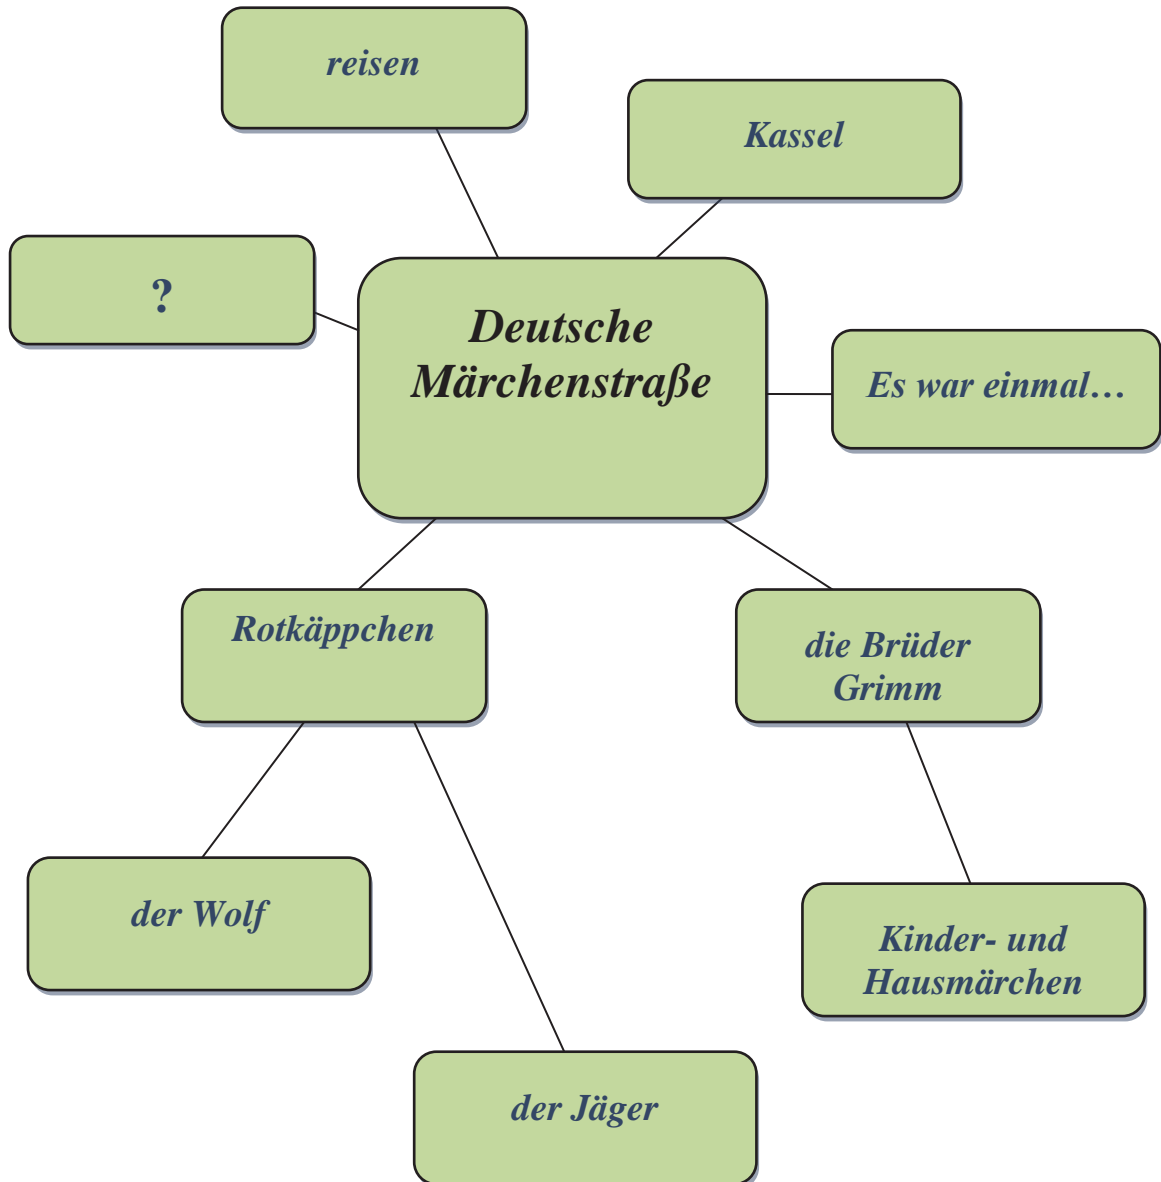 reisen
Kassel
?
Deutsche
Märchenstraße
Es war einmal…
Rotkäppchen
die Brüder
Grimm
der Wolf
Kinder- und
Hausmärchen
der Jäger